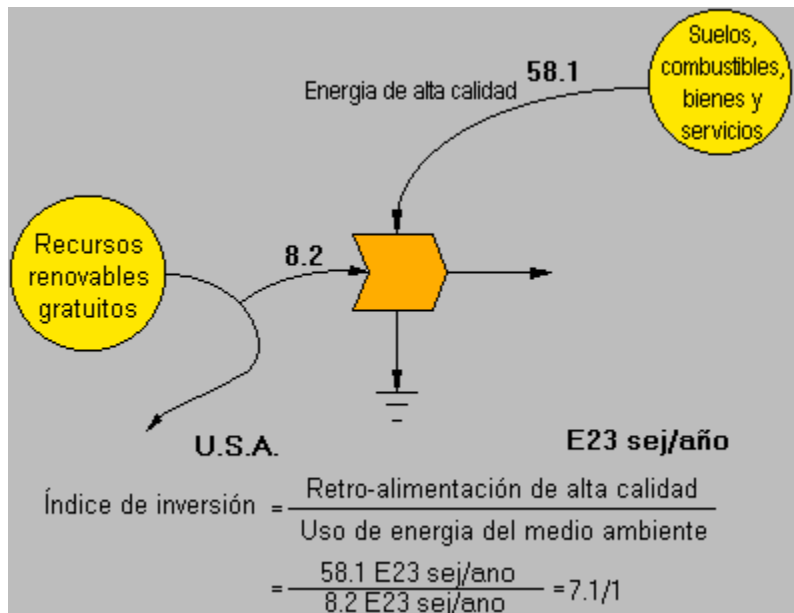 Suelos,
combustibles,
bienes y
servicios
Energia de alta calidad 58.1
Recursos
renovables
gratuitos
8.2
U.S.A.
E23 sej/año
Índice de inversión = Retro-alimentación de alta calidad
Uso de energia del medio ambiente
= 58.1 E23 sej/ano
8.2 E23 sej/ano
=7.1/1